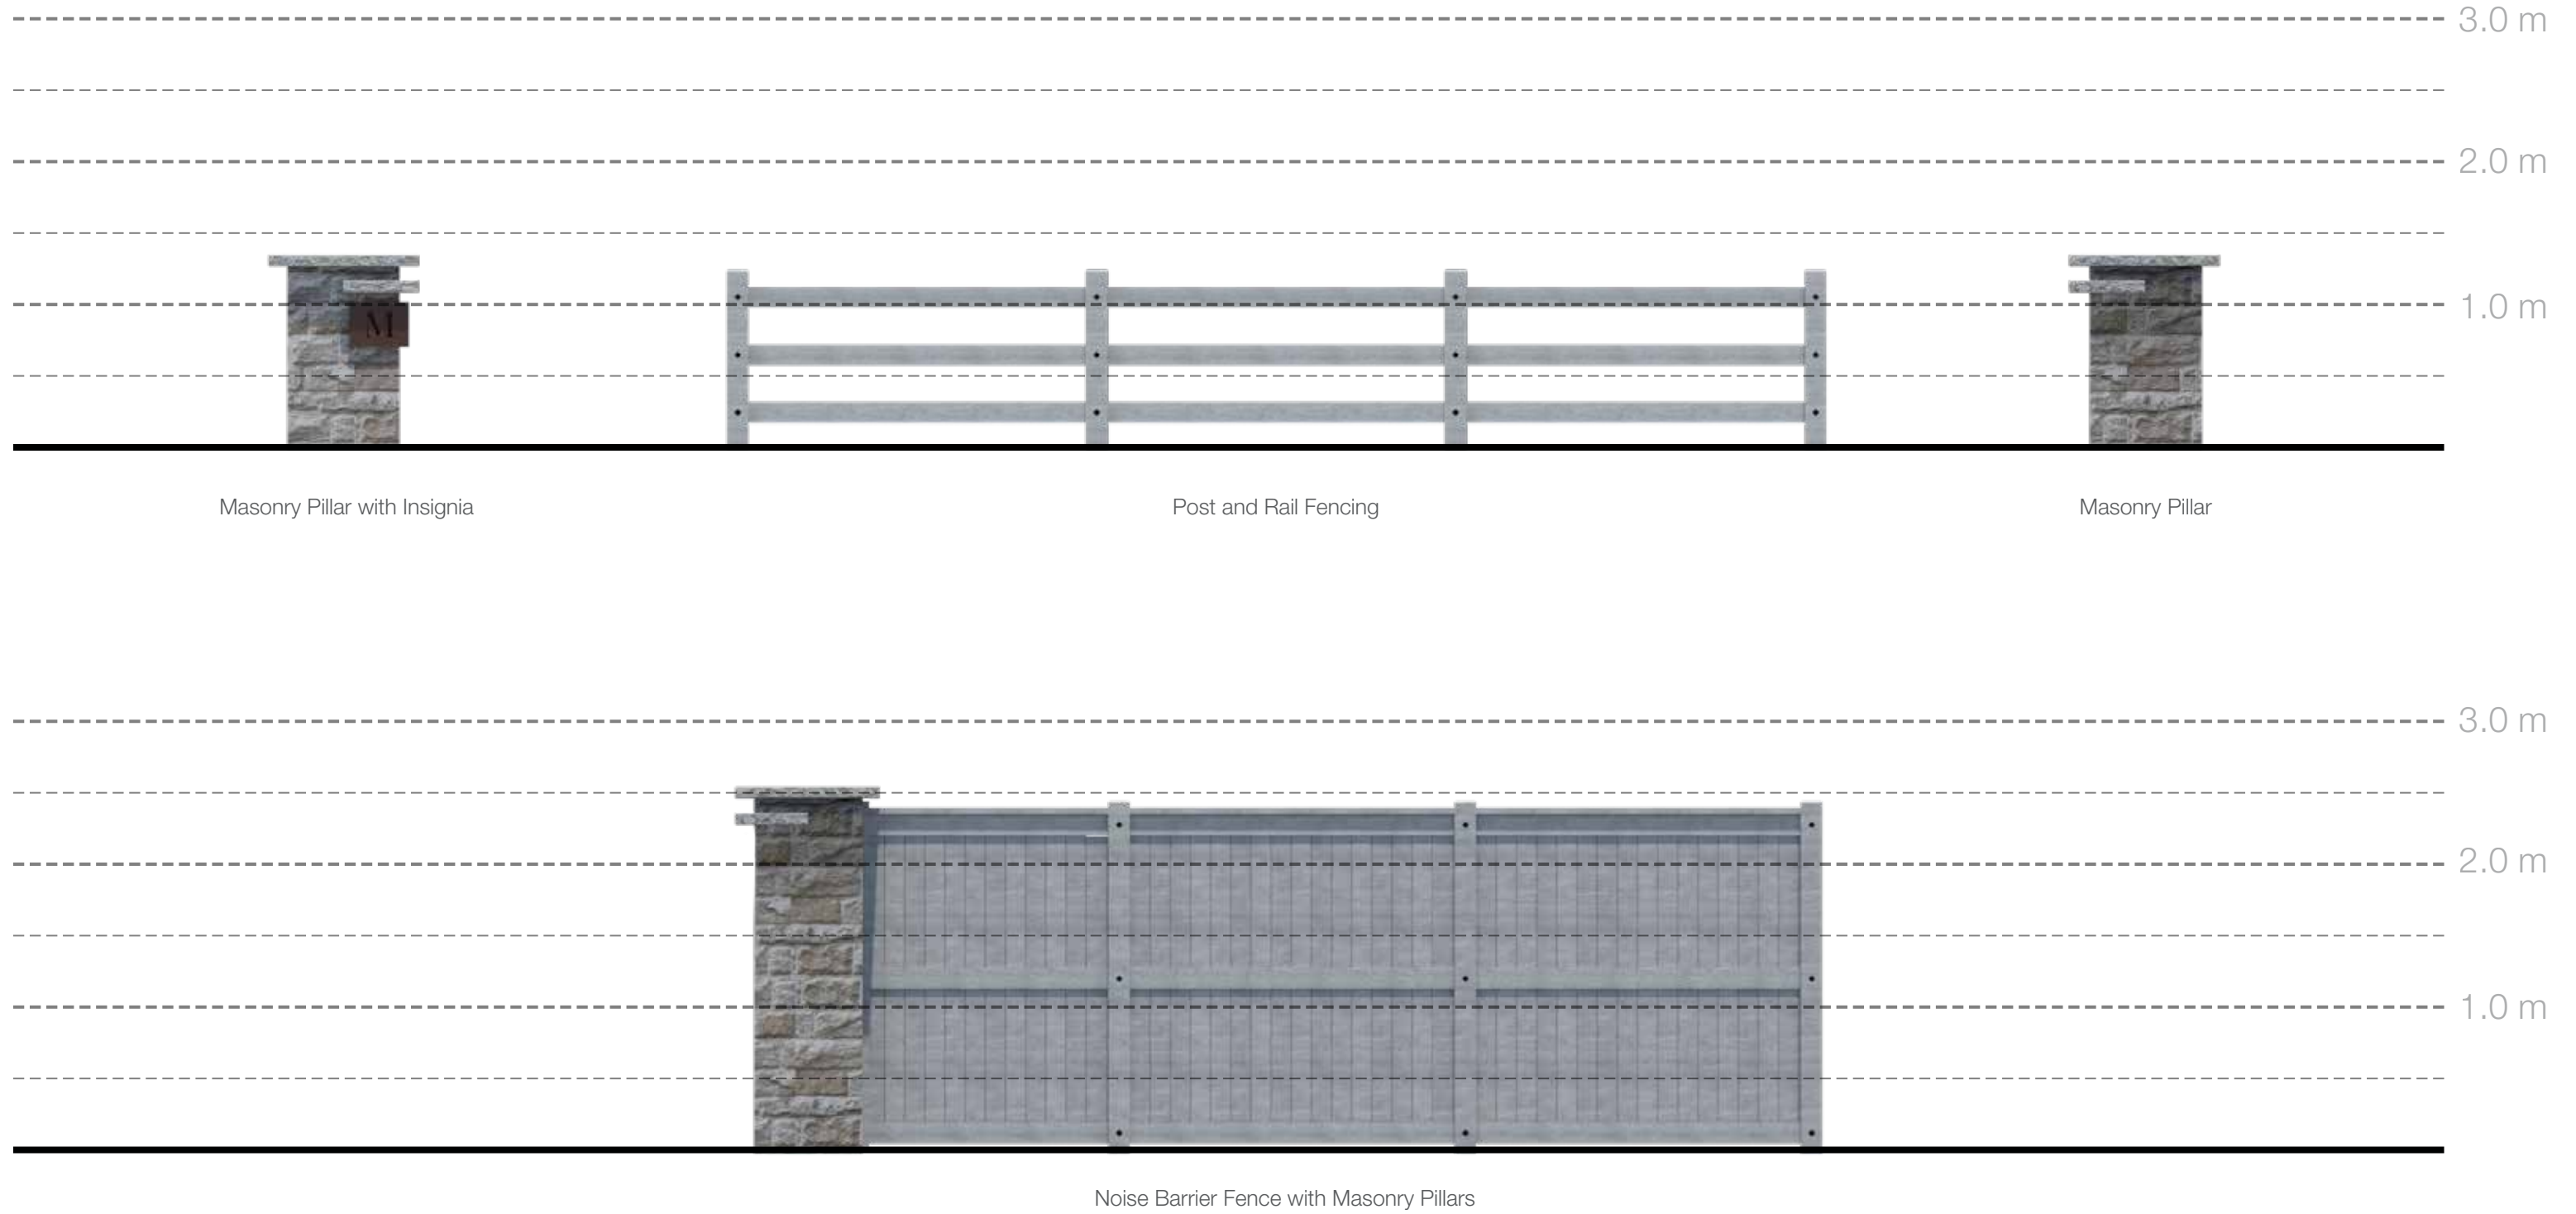 3.0 m
2.0 m
1.0 m
M
Masonry Pillar with Insignia
Post and Rail Fencing
Masonry Pillar
3.0 m
2.0 m
1.0 m
Noise Barrier Fence with Masonry Pillars